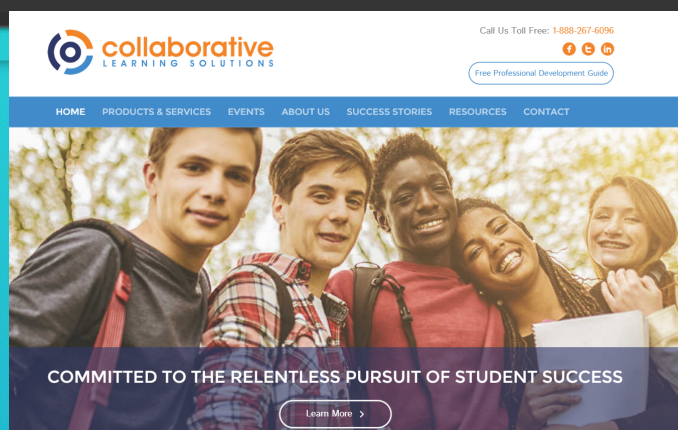 collaborative
LEARNING SOLUTIONS
Call Us Toll Free: 1-888-267-6096
Free Professional Development Guide
HOME PRODUCTS & SERVICES EVENTS ABOUT US SUCCESS STORIES RESOURCES CONTACT
COMMITTED TO THE RELENTLESS PURSUIT OF STUDENT SUCCESS
Learn More >